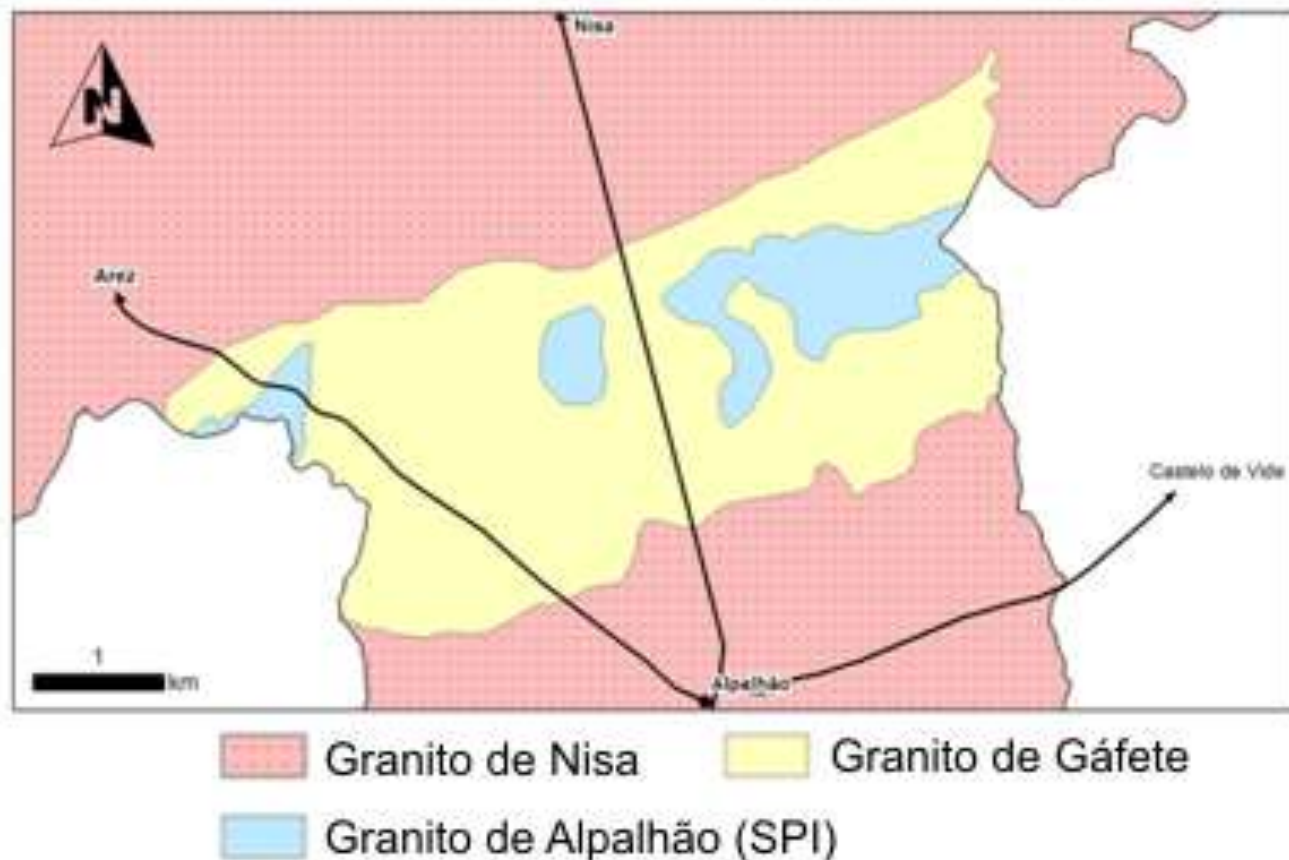 Nisa
N
Arez
Castelo de Vide
1
km
Alpalhão
Granito de Nisa
Granito de Gáfete
Granito de Alpalhão (SPI)